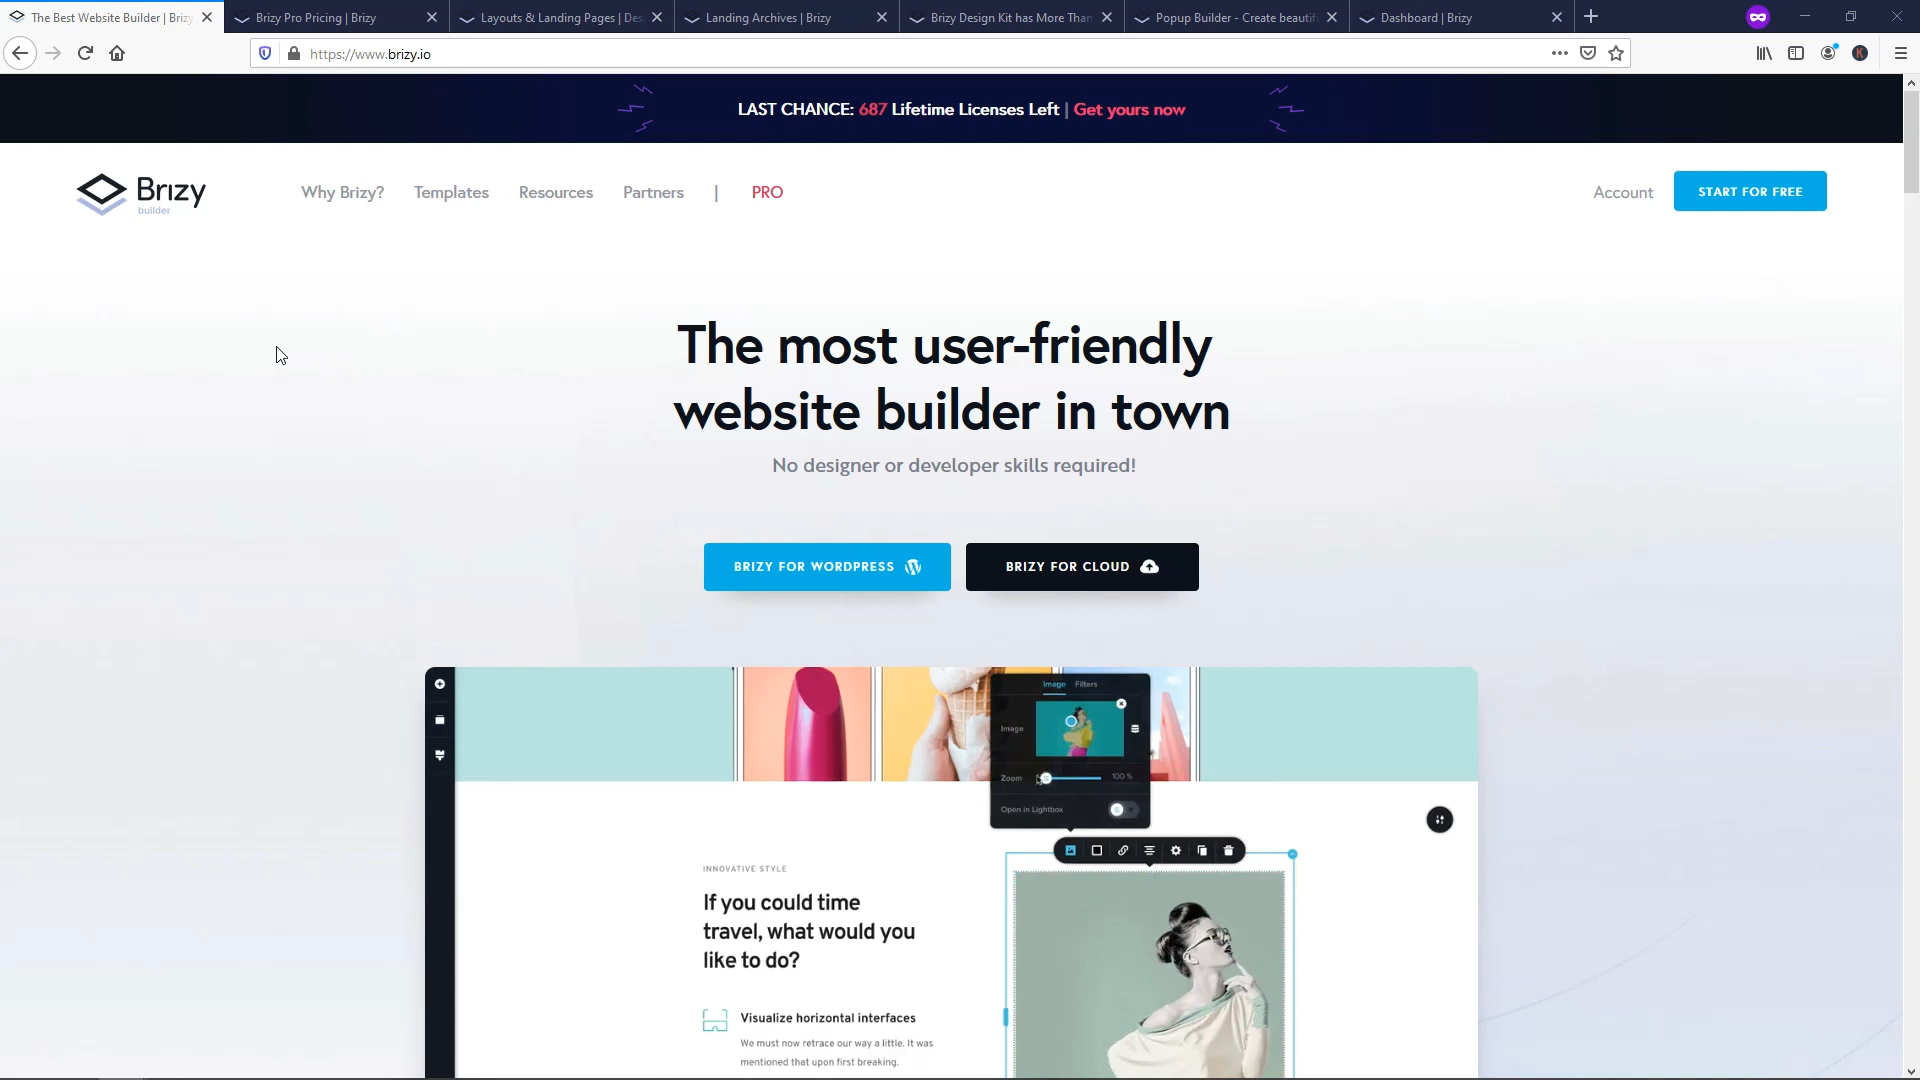 The Best Website Builder | Brizy
Brizy Pro Pricing | Brizy
Layouts & Landing Pages | Des
Landing Archives | Brizy
Brizy Design Kit has More Than
Popup Builder - Create beautif
Dashboard | Brizy
https://www.brizy.io
K
LAST CHANCE: 687 Lifetime Licenses Left | Get yours now
Brizy
builder
Why Brizy?
Templates
Resources
Partners
|
PRO
Account
START FOR FREE
The most user-friendly
website builder in town
No designer or developer skills required!
BRIZY FOR WORDPRESS
BRIZY FOR CLOUD
Image Filters
Image
Zoom 100 %
Open in Lightbox
INNOVATIVE STYLE
If you could time
travel, what would you
like to do?
Visualize horizontal interfaces
We must now retrace our way a little. It was
mentioned that upon first breaking.